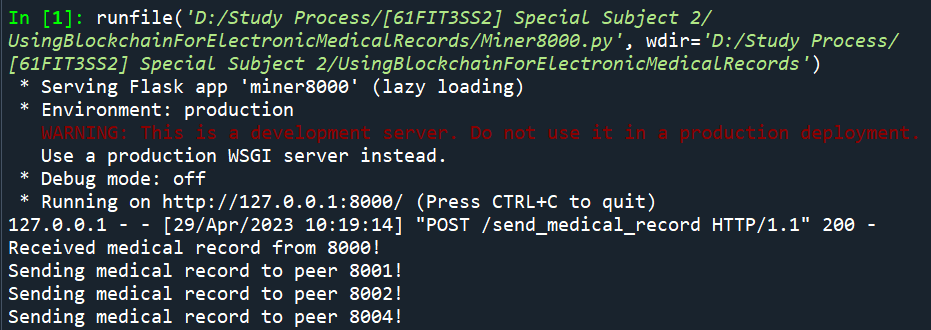 In [1]: runfile('D:/Study Process/[61FIT3SS2] Special Subject 2/
UsingBlockchainForElectronicMedicalRecords/Miner8000.py', wdir='D:/Study Process/
[61FIT3SS2] Special Subject 2/UsingBlockchainForElectronicMedicalRecords')
 * Serving Flask app 'miner8000' (lazy loading)
 * Environment: production
   WARNING: This is a development server. Do not use it in a production deployment.
   Use a production WSGI server instead.
 * Debug mode: off
 * Running on http://127.0.0.1:8000/ (Press CTRL+C to quit)
127.0.0.1 - - [29/Apr/2023 10:19:14] "POST /send_medical_record HTTP/1.1" 200 -
Received medical record from 8000!
Sending medical record to peer 8001!
Sending medical record to peer 8002!
Sending medical record to peer 8004!